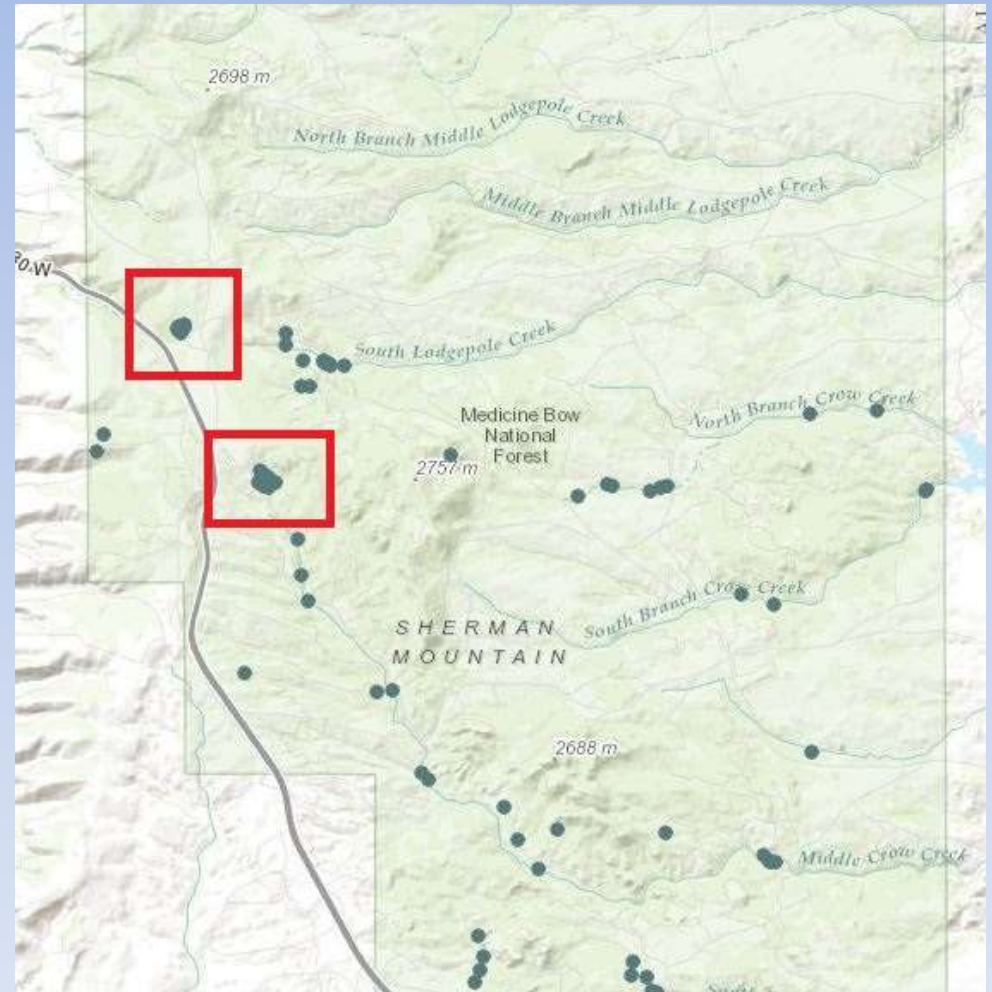 2698 m
North Branch Middle Lodgepole Creek
Middle Branch Middle Lodgepole Creek
80 W
South Lodgepole Creek
North Branch Crow Creek
Medicine Bow
National
Forest
2757 m
South Branch Crow Creek
SHERMAN
MOUNTAIN
2688 m
Middle Crow Creek